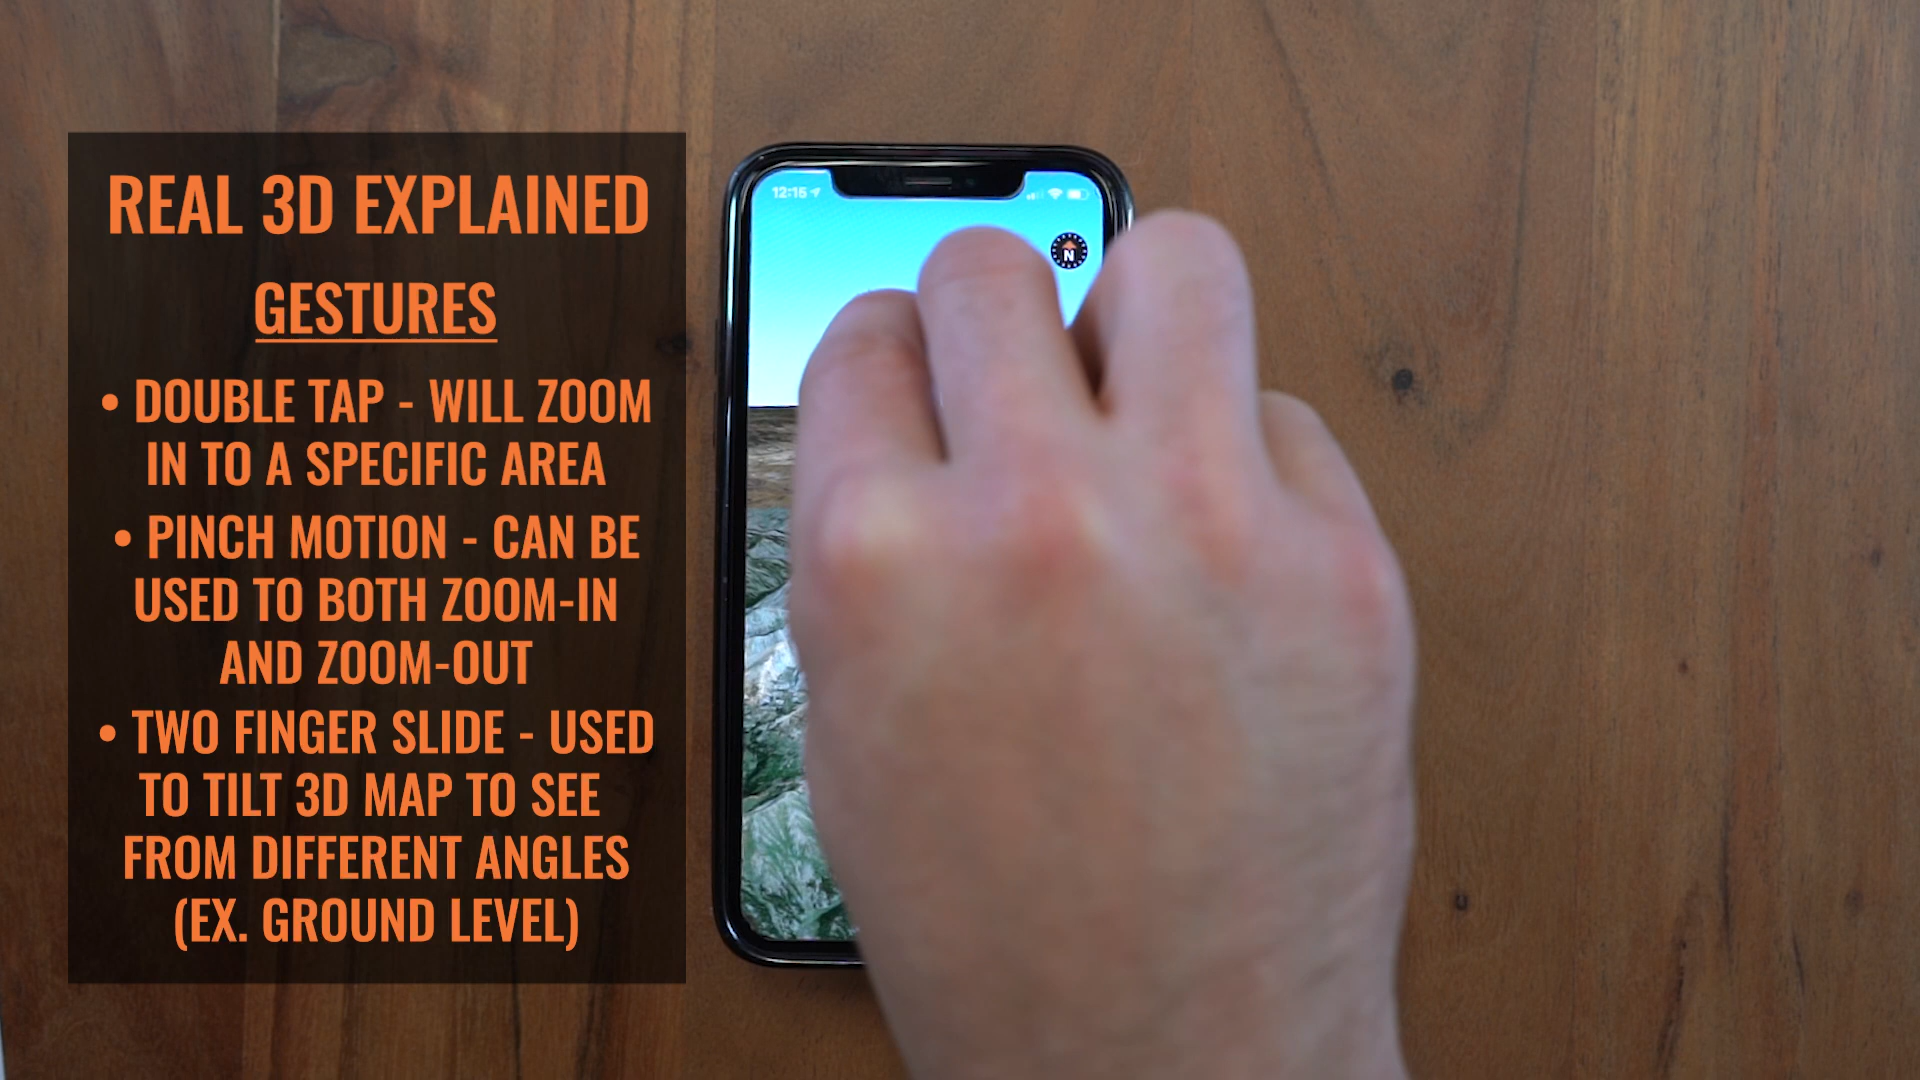 REAL 3D EXPLAINED
GESTURES
• DOUBLE TAP - WILL ZOOM
IN TO A SPECIFIC AREA
• PINCH MOTION - CAN BE
USED TO BOTH ZOOM-IN
AND ZOOM-OUT
• TWO FINGER SLIDE - USED
TO TILT 3D MAP TO SEE
FROM DIFFERENT ANGLES
(EX. GROUND LEVEL)
12:15
N